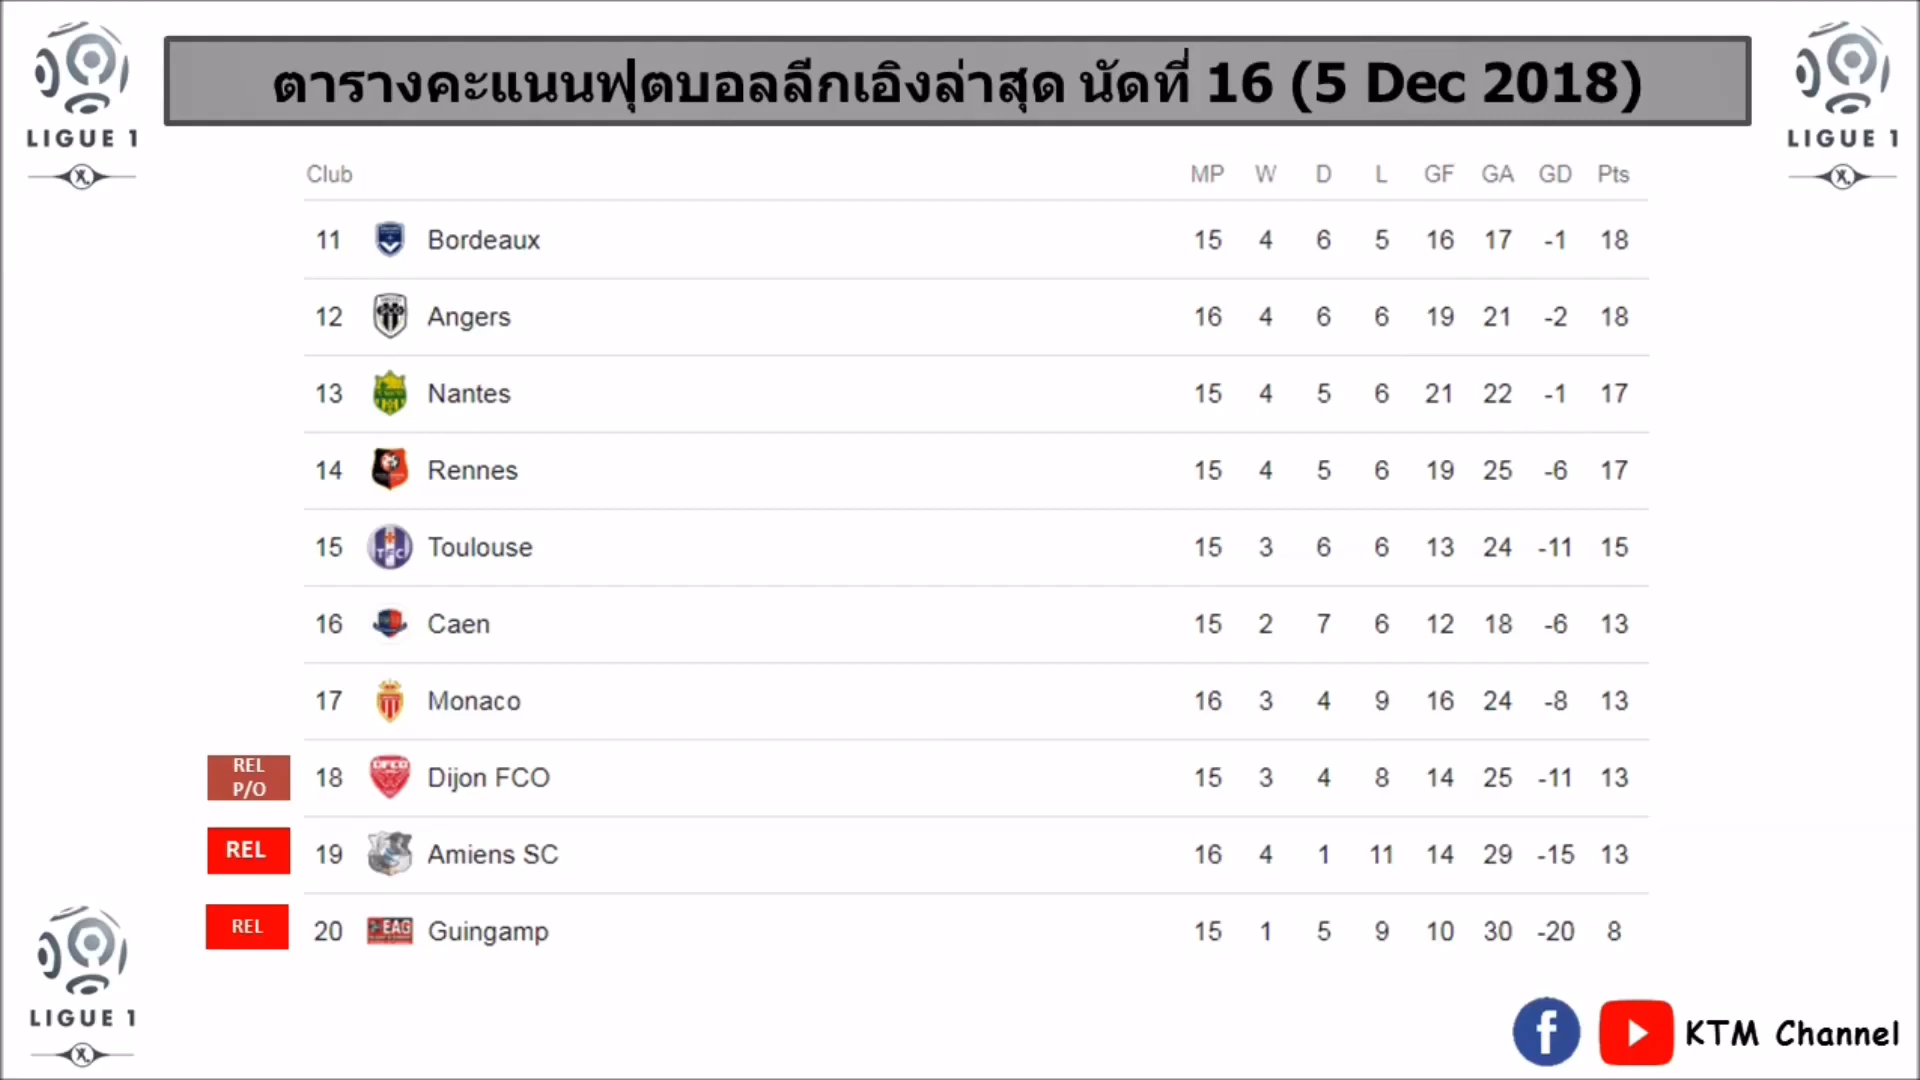 ตารางคะแนนฟุตบอลลีกเอิงล่าสุด นัดที่ 16 (5 Dec 2018)
LIGUE 1
LIGUE 1
Club MP W D L GF GA GD Pts
11 Bordeaux 15 4 6 5 16 17 -1 18
12 Angers 16 4 6 6 19 21 -2 18
13 Nantes 15 4 5 6 21 22 -1 17
14 Rennes 15 4 5 6 19 25 -6 17
15 TFC Toulouse 15 3 6 6 13 24 -11 15
16 Caen 15 2 7 6 12 18 -6 13
17 Monaco 16 3 4 9 16 24 -8 13
REL
P/O
18 DFCO Dijon FCO 15 3 4 8 14 25 -11 13
REL 19 Amiens SC 16 4 1 11 14 29 -15 13
REL 20 EAG Guingamp 15 1 5 9 10 30 -20 8
LIGUE 1
f KTM Channel